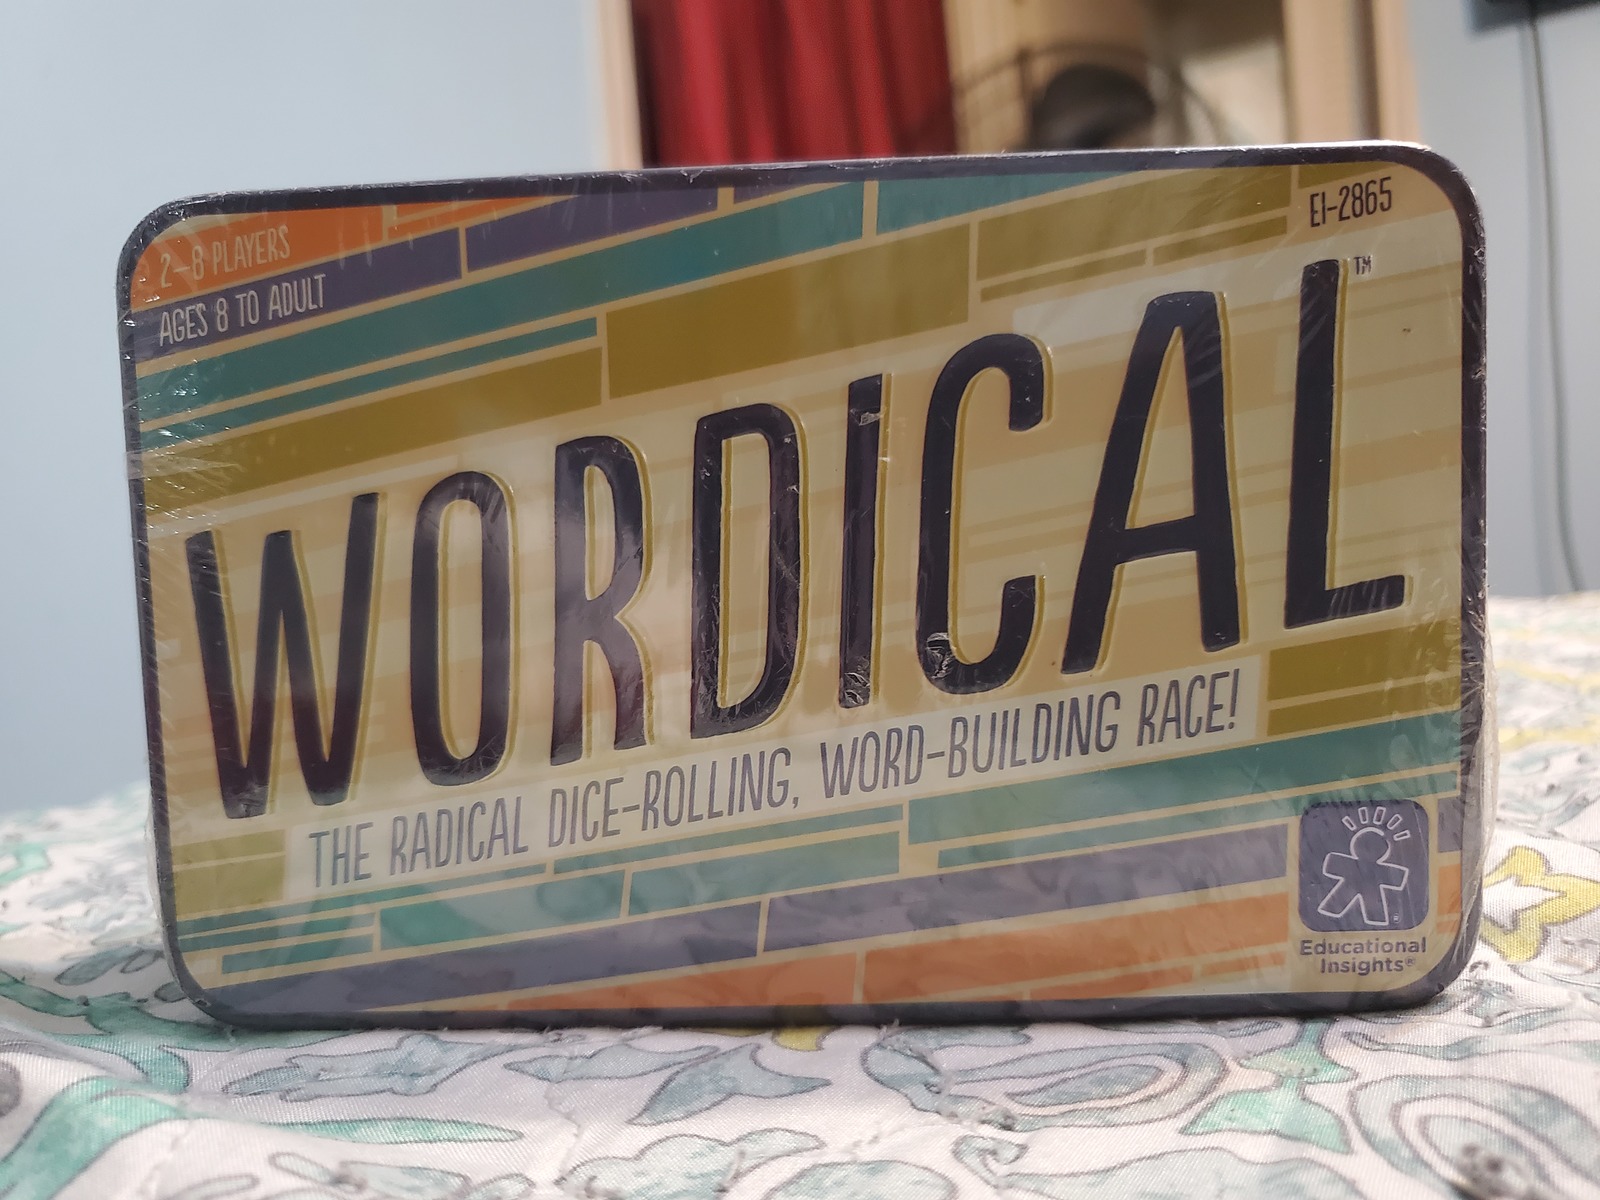 2–8 PLAYERS
AGES 8 TO ADULT
EI-2865
WORDICAL™
THE RADICAL DICE-ROLLING, WORD-BUILDING RACE!
Educational
Insights®